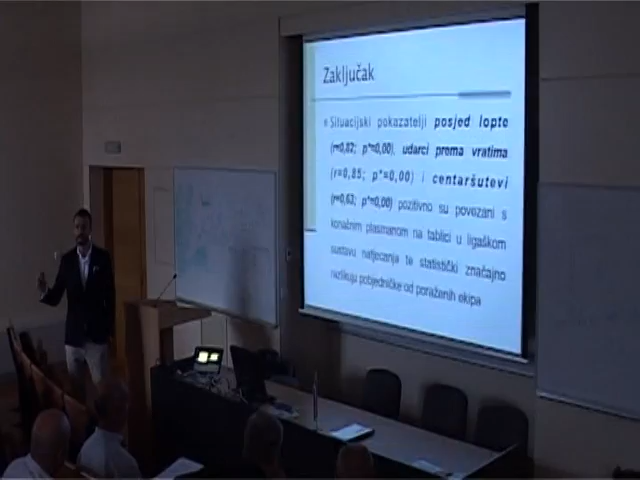 Zaključak
Situacijski pokazatelji posjed lopte
(r=0,82; p*=0,00), udarci prema vratima
(r=0,85; p*=0,00) i centaršutevi
(r=0,63; p*=0,00) pozitivno su povezani s
konačnim plasmanom na tablici u ligaškom
sustavu natjecanja te statistički značajno
razlikuju pobjedničke od poraženih ekipa